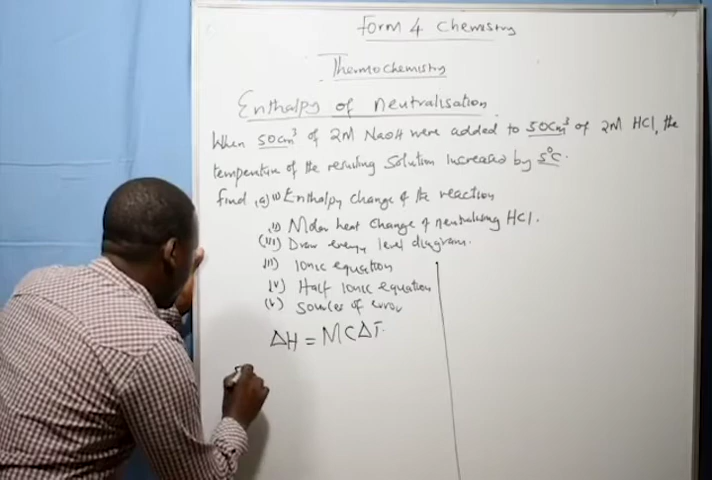 Form 4 Chemistry
Thermochemistry
Enthalpy of Neutralisation
When 50cm³ of 2M NaOH were added to 50cm³ of 2M HCl, the
temperature of the resulting solution increased by 5°C.
find (a) (i) Enthalpy change of the reaction
(ii) Molar heat change of neutralising HCl.
(iii) Draw energy level diagram.
(iii) Ionic equation
(iv) Half Ionic equation
(v) Sources of error
ΔH = MCΔT.